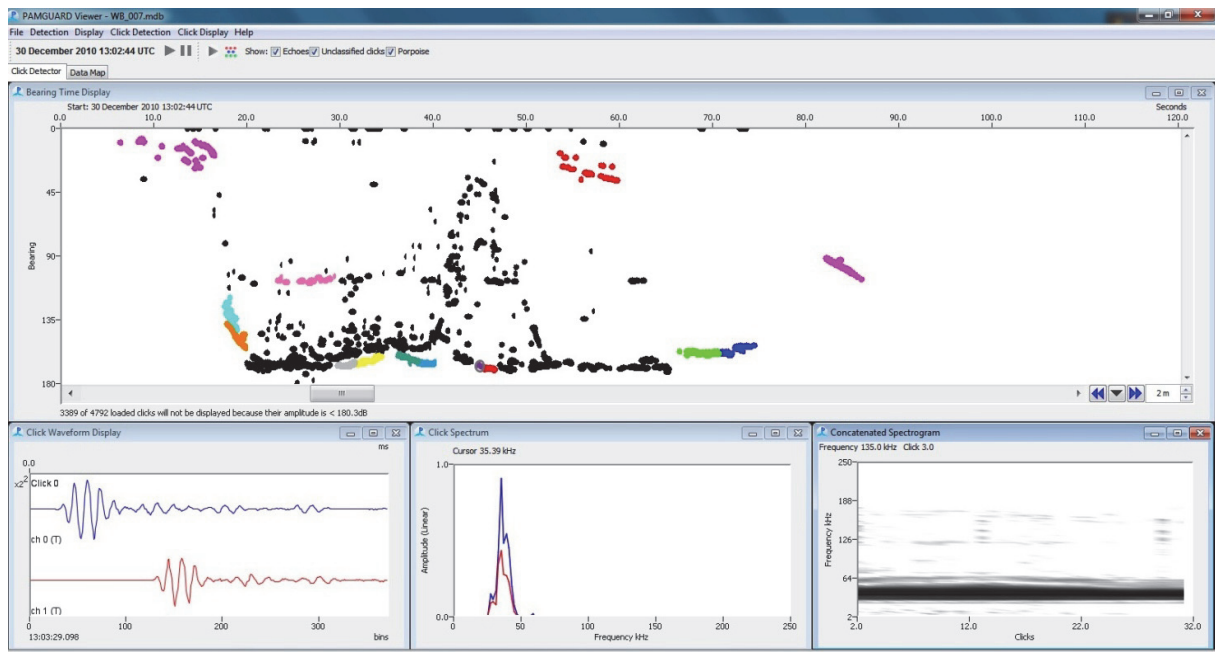 PAMGUARD Viewer - WB_007.mdb
File Detection Display Click Detection Click Display Help
30 December 2010 13:02:44 UTC Show: Echoes Unclassified clicks Porpoise
Click Detector Data Map
Bearing Time Display
Start: 30 December 2010 13:02:44 UTC Seconds
0.0 10.0 20.0 30.0 40.0 50.0 60.0 70.0 80.0 90.0 100.0 110.0 120.0
0
45
90
Bearing
135
180
2 m
3389 of 4792 loaded clicks will not be displayed because their amplitude is < 180.3dB
Click Waveform Display
ms
0.0
x2²
Click 0
ch 0 (T)
ch 1 (T)
0 100 200 300
13:03:29.098 bins
Click Spectrum
Cursor 35.39 kHz
1.0
Amplitude (Linear)
0.0
0 50 100 150 200 250
Frequency kHz
Concatenated Spectrogram
Frequency 135.0 kHz Click 3.0
250
188
126
Frequency kHz
64
2
2.0 12.0 22.0 32.0
Clicks